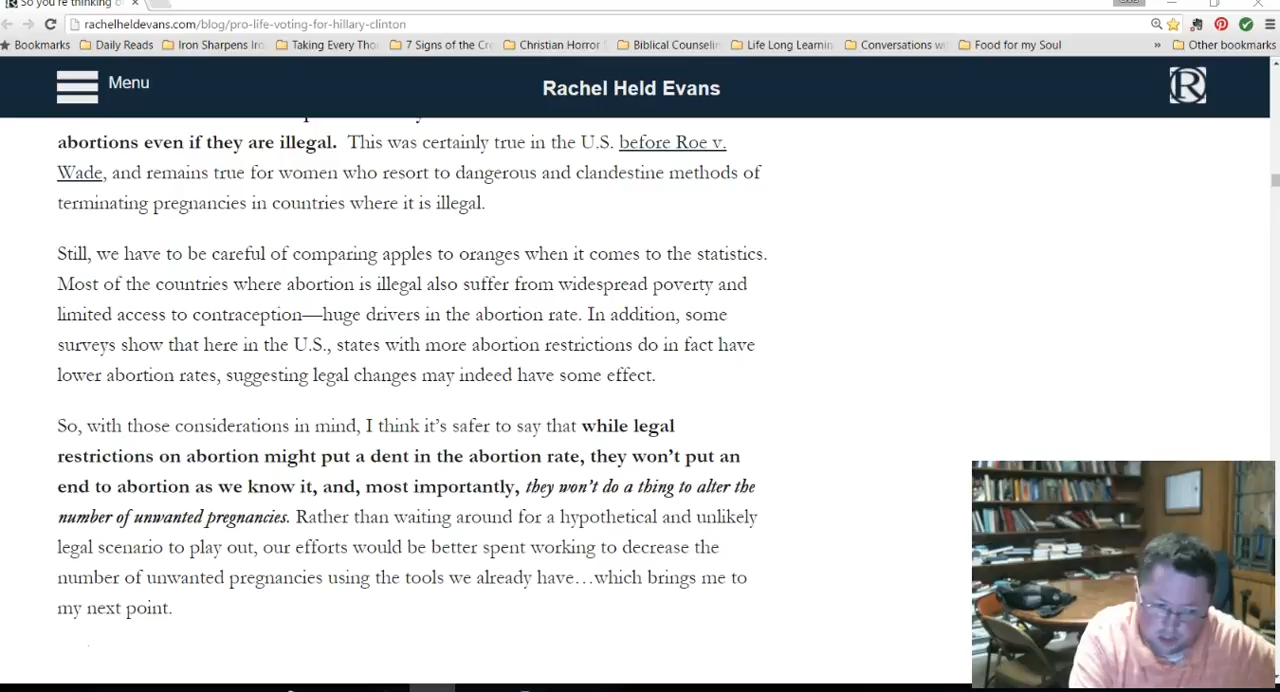 So you're thinking o
rachelheldevans.com/blog/pro-life-voting-for-hillary-clinton
Bookmarks Daily Reads Iron Sharpens Iro Taking Every Tho 7 Signs of the Cre Christian Horror Biblical Counselin Life Long Learnin Conversations wi Food for my Soul » Other bookmarks
Menu Rachel Held Evans R
abortions even if they are illegal. This was certainly true in the U.S. before Roe v.
Wade, and remains true for women who resort to dangerous and clandestine methods of
terminating pregnancies in countries where it is illegal.
Still, we have to be careful of comparing apples to oranges when it comes to the statistics.
Most of the countries where abortion is illegal also suffer from widespread poverty and
limited access to contraception—huge drivers in the abortion rate. In addition, some
surveys show that here in the U.S., states with more abortion restrictions do in fact have
lower abortion rates, suggesting legal changes may indeed have some effect.
So, with those considerations in mind, I think it's safer to say that while legal
restrictions on abortion might put a dent in the abortion rate, they won't put an
end to abortion as we know it, and, most importantly, they won't do a thing to alter the
number of unwanted pregnancies. Rather than waiting around for a hypothetical and unlikely
legal scenario to play out, our efforts would be better spent working to decrease the
number of unwanted pregnancies using the tools we already have…which brings me to
my next point.